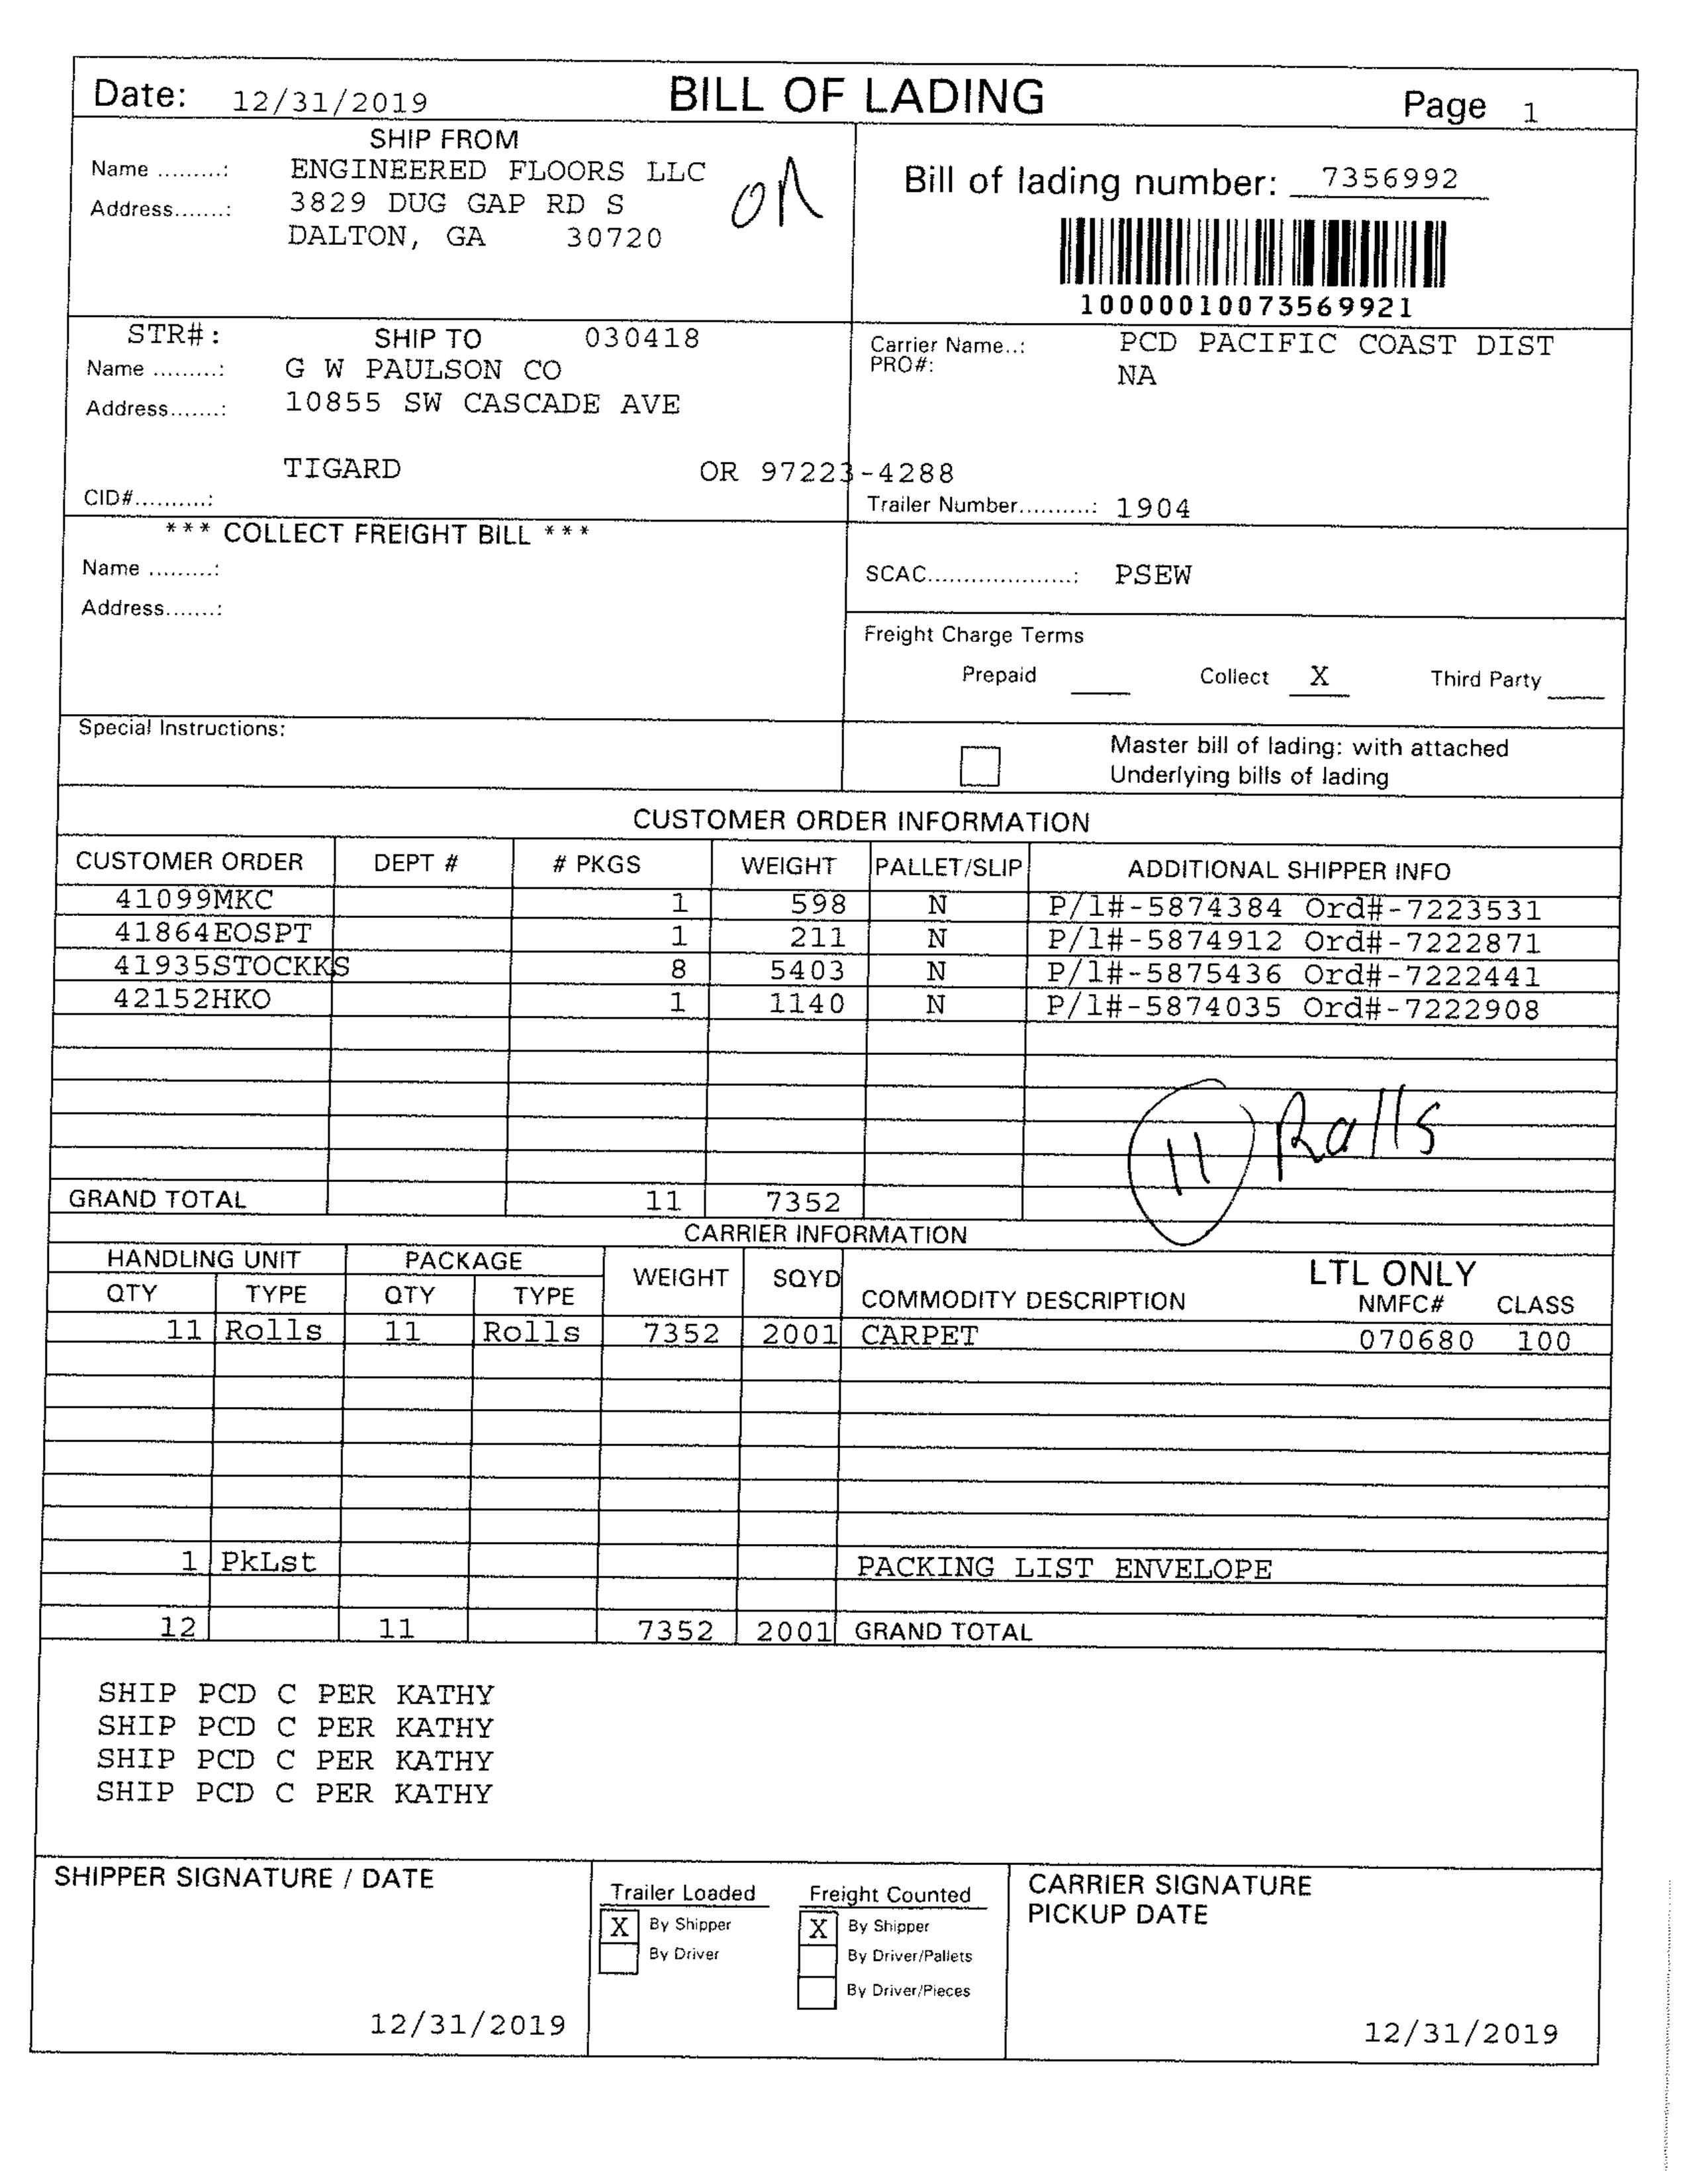 Date: 12/31/2019 BILL OF LADING Page 1
SHIP FROM
Name .........: ENGINEERED FLOORS LLC
Address.......: 3829 DUG GAP RD S
DALTON, GA 30720
OR
Bill of lading number: 7356992
10000010073569921
STR#: SHIP TO 030418
Name .........: G W PAULSON CO
Address.......: 10855 SW CASCADE AVE
TIGARD OR 97223-4288
CID#..........:
Carrier Name..: PCD PACIFIC COAST DIST
PRO#: NA
Trailer Number..........: 1904
*** COLLECT FREIGHT BILL ***
Name .........:
Address.......:
SCAC....................: PSEW
Freight Charge Terms
Prepaid ____ Collect X Third Party ____
Special Instructions:
Master bill of lading: with attached
Underlying bills of lading
CUSTOMER ORDER INFORMATION
CUSTOMER ORDER DEPT # # PKGS WEIGHT PALLET/SLIP ADDITIONAL SHIPPER INFO
41099MKC 1 598 N P/l#-5874384 Ord#-7223531
41864EOSPT 1 211 N P/l#-5874912 Ord#-7222871
41935STOCKKS 8 5403 N P/l#-5875436 Ord#-7222441
42152HKO 1 1140 N P/l#-5874035 Ord#-7222908
11 Rolls
GRAND TOTAL 11 7352
CARRIER INFORMATION
HANDLING UNIT PACKAGE WEIGHT SQYD COMMODITY DESCRIPTION LTL ONLY
QTY TYPE QTY TYPE NMFC# CLASS
11 Rolls 11 Rolls 7352 2001 CARPET 070680 100
1 PkLst PACKING LIST ENVELOPE
12 11 7352 2001 GRAND TOTAL
SHIP PCD C PER KATHY
SHIP PCD C PER KATHY
SHIP PCD C PER KATHY
SHIP PCD C PER KATHY
SHIPPER SIGNATURE / DATE
12/31/2019
Trailer Loaded
X By Shipper
By Driver
Freight Counted
X By Shipper
By Driver/Pallets
By Driver/Pieces
CARRIER SIGNATURE
PICKUP DATE
12/31/2019